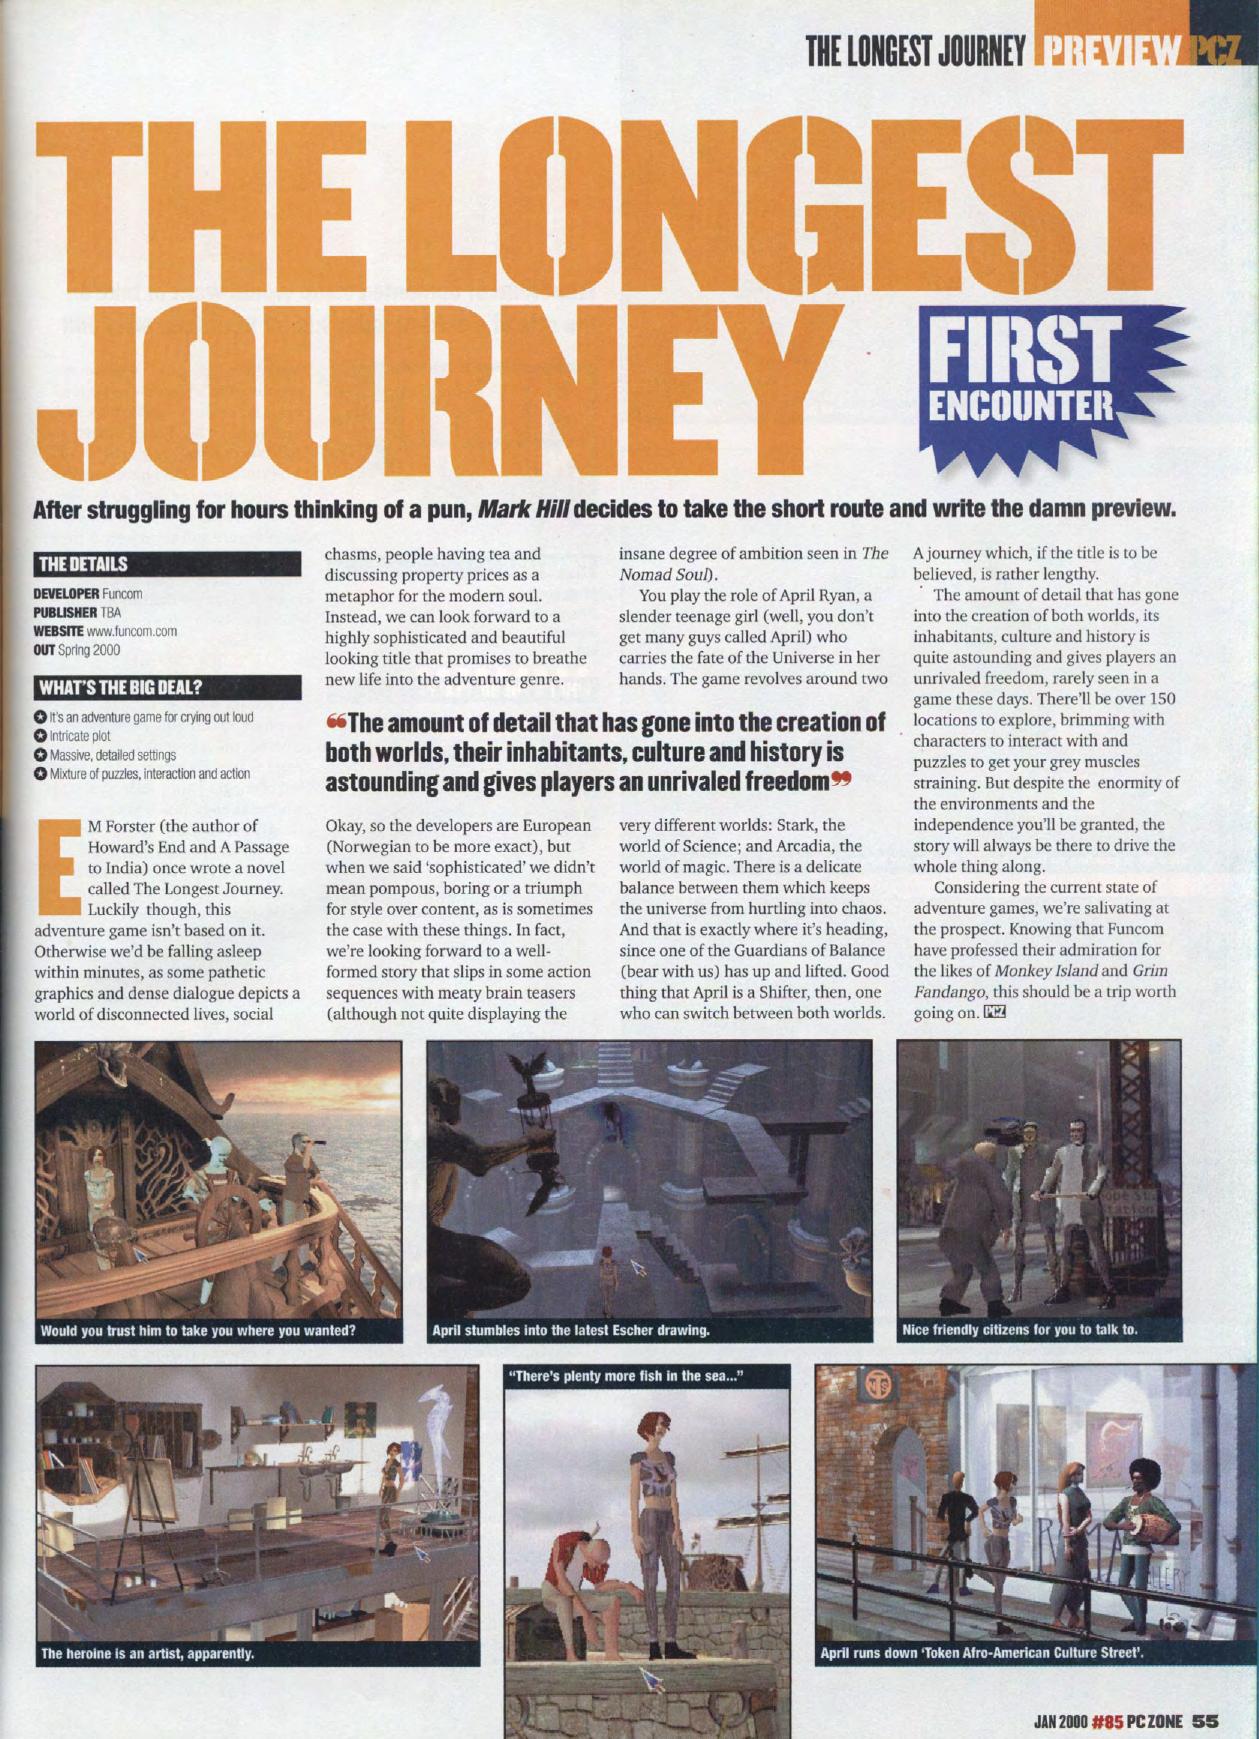 THE LONGEST JOURNEY PREVIEW PCZ
THE LONGEST
JOURNEY
FIRST
ENCOUNTER
After struggling for hours thinking of a pun, Mark Hill decides to take the short route and write the damn preview.
THE DETAILS
DEVELOPER Funcom
PUBLISHER TBA
WEBSITE www.funcom.com
OUT Spring 2000
WHAT'S THE BIG DEAL?
It's an adventure game for crying out loud
Intricate plot
Massive, detailed settings
Mixture of puzzles, interaction and action
EM Forster (the author of
Howard's End and A Passage
to India) once wrote a novel
called The Longest Journey.
Luckily though, this
adventure game isn't based on it.
Otherwise we'd be falling asleep
within minutes, as some pathetic
graphics and dense dialogue depicts a
world of disconnected lives, social
chasms, people having tea and
discussing property prices as a
metaphor for the modern soul.
Instead, we can look forward to a
highly sophisticated and beautiful
looking title that promises to breathe
new life into the adventure genre.
“The amount of detail that has gone into the creation of
both worlds, their inhabitants, culture and history is
astounding and gives players an unrivaled freedom”
Okay, so the developers are European
(Norwegian to be more exact), but
when we said ‘sophisticated’ we didn't
mean pompous, boring or a triumph
for style over content, as is sometimes
the case with these things. In fact,
we're looking forward to a well-
formed story that slips in some action
sequences with meaty brain teasers
(although not quite displaying the
insane degree of ambition seen in The
Nomad Soul).
You play the role of April Ryan, a
slender teenage girl (well, you don't
get many guys called April) who
carries the fate of the Universe in her
hands. The game revolves around two
very different worlds: Stark, the
world of Science; and Arcadia, the
world of magic. There is a delicate
balance between them which keeps
the universe from hurtling into chaos.
And that is exactly where it's heading,
since one of the Guardians of Balance
(bear with us) has up and lifted. Good
thing that April is a Shifter, then, one
who can switch between both worlds.
A journey which, if the title is to be
believed, is rather lengthy.
The amount of detail that has gone
into the creation of both worlds, its
inhabitants, culture and history is
quite astounding and gives players an
unrivaled freedom, rarely seen in a
game these days. There'll be over 150
locations to explore, brimming with
characters to interact with and
puzzles to get your grey muscles
straining. But despite the enormity of
the environments and the
independence you'll be granted, the
story will always be there to drive the
whole thing along.
Considering the current state of
adventure games, we're salivating at
the prospect. Knowing that Funcom
have professed their admiration for
the likes of Monkey Island and Grim
Fandango, this should be a trip worth
going on. PCZ
Would you trust him to take you where you wanted?
April stumbles into the latest Escher drawing.
Nice friendly citizens for you to talk to.
The heroine is an artist, apparently.
“There's plenty more fish in the sea...”
April runs down ‘Token Afro-American Culture Street’.
JAN 2000 #85 PC ZONE 55